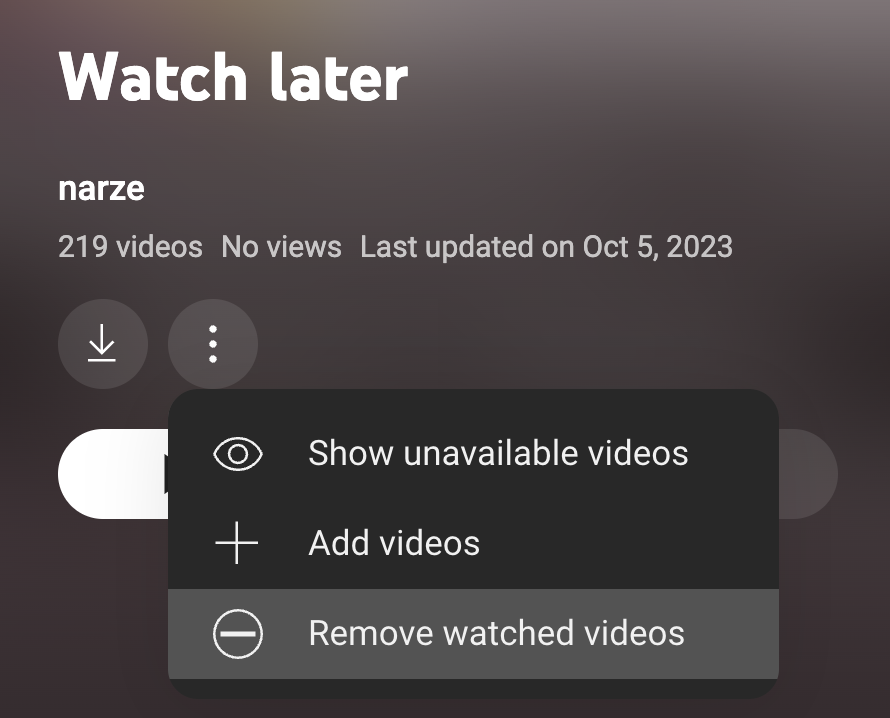 Watch later
narze
219 videos No views Last updated on Oct 5, 2023
Show unavailable videos
Add videos
Remove watched videos